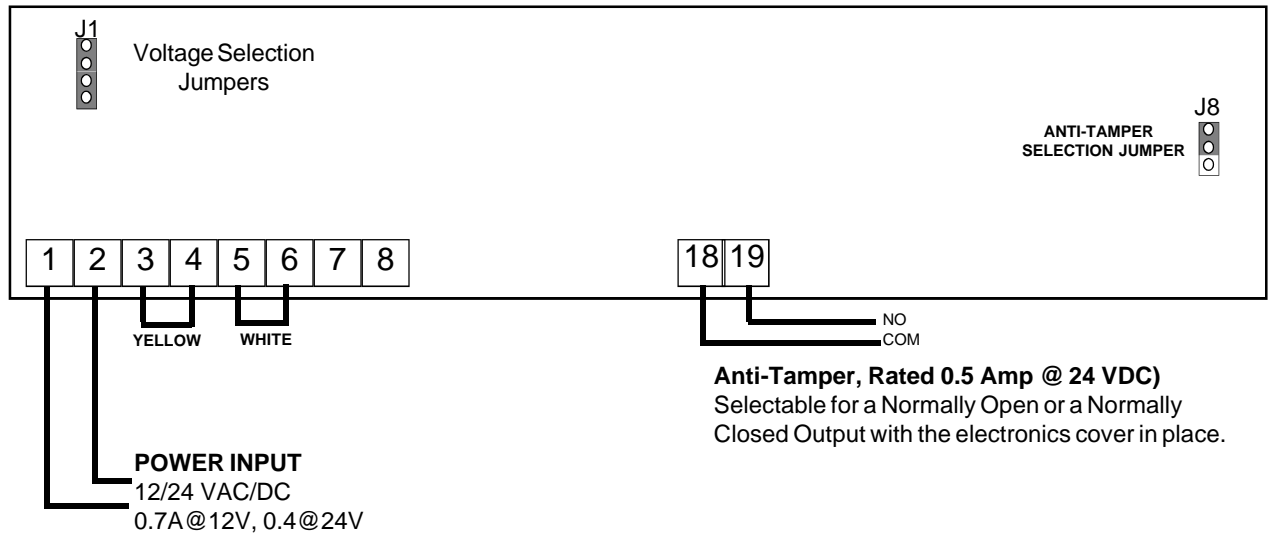 J1
Voltage Selection
Jumpers
J8
ANTI-TAMPER
SELECTION JUMPER
1 2 3 4 5 6 7 8
18 19
YELLOW WHITE
NO
COM
Anti-Tamper, Rated 0.5 Amp @ 24 VDC)
Selectable for a Normally Open or a Normally
Closed Output with the electronics cover in place.
POWER INPUT
12/24 VAC/DC
0.7A@12V, 0.4@24V